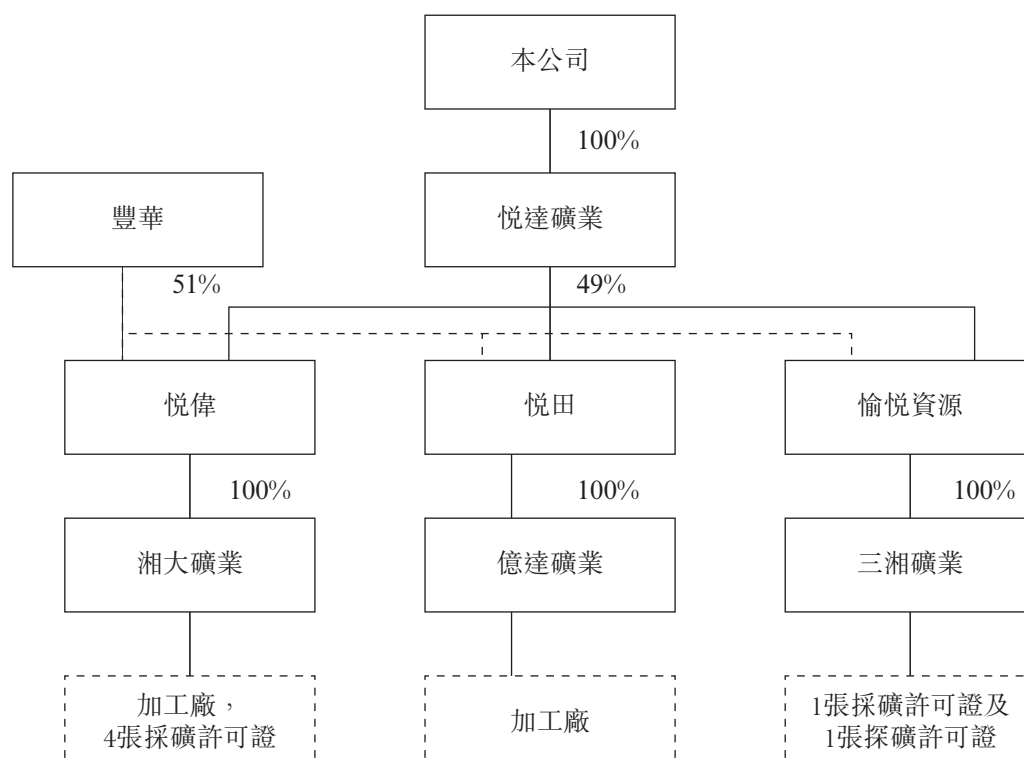 本公司
100%
豐華
悅達礦業
51%
49%
悅偉
悅田
愉悅資源
100%
100%
100%
湘大礦業
億達礦業
三湘礦業
加工廠，
4張採礦許可證
加工廠
1張採礦許可證及
1張探礦許可證